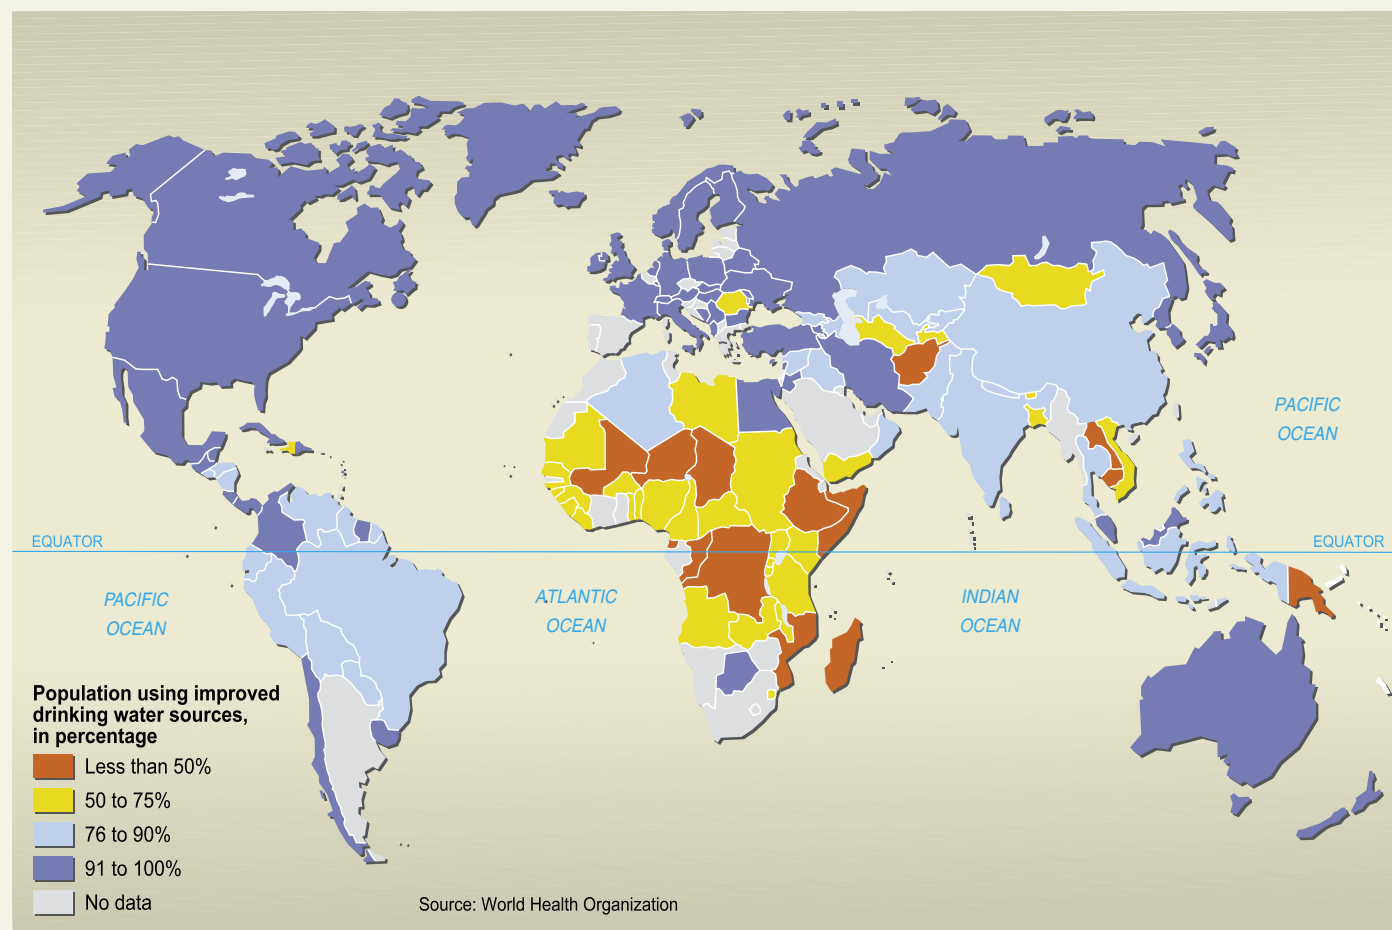 PACIFIC
OCEAN
EQUATOR
EQUATOR
PACIFIC
OCEAN
ATLANTIC
OCEAN
INDIAN
OCEAN
Population using improved
drinking water sources,
in percentage
Less than 50%
50 to 75%
76 to 90%
91 to 100%
No data
Source: World Health Organization